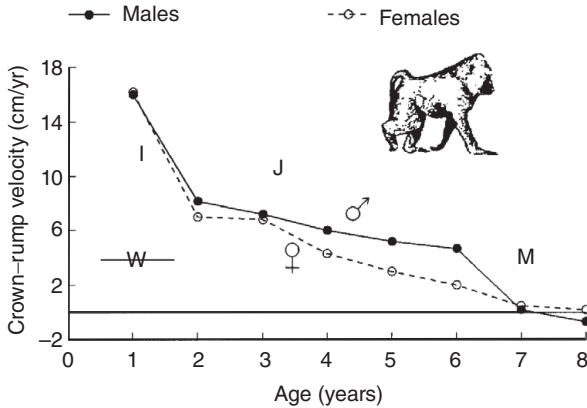 Males Females
Crown–rump velocity (cm/yr)
18
14
10
6
2
−2
I
J
♂
♀
W
M
0 1 2 3 4 5 6 7 8
Age (years)